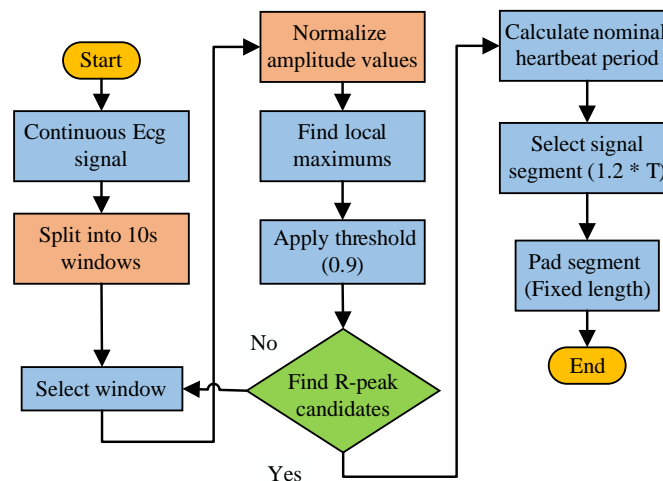 Start
Continuous Ecg
signal
Split into 10s
windows
Select window
Normalize
amplitude values
Find local
maximums
Apply threshold
(0.9)
No
Find R-peak
candidates
Yes
Calculate nominal
heartbeat period
Select signal
segment (1.2 * T)
Pad segment
(Fixed length)
End